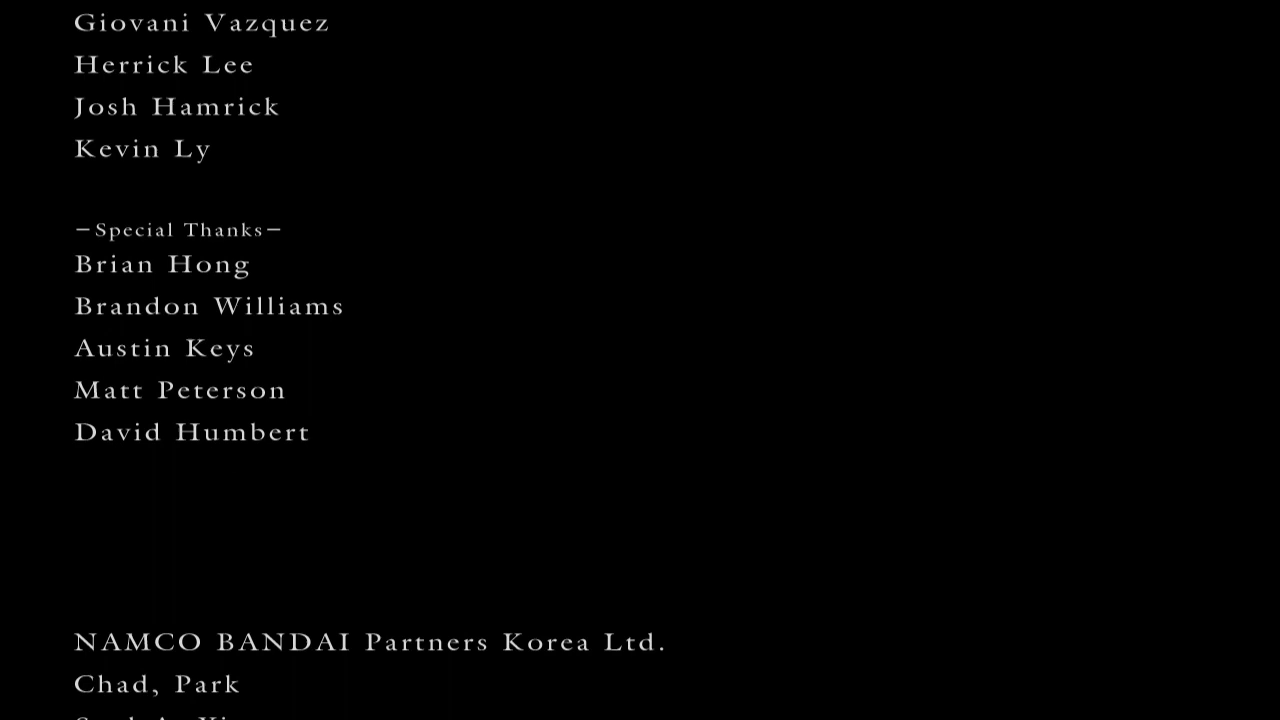 Giovani Vazquez
Herrick Lee
Josh Hamrick
Kevin Ly
—Special Thanks—
Brian Hong
Brandon Williams
Austin Keys
Matt Peterson
David Humbert
NAMCO BANDAI Partners Korea Ltd.
Chad, Park